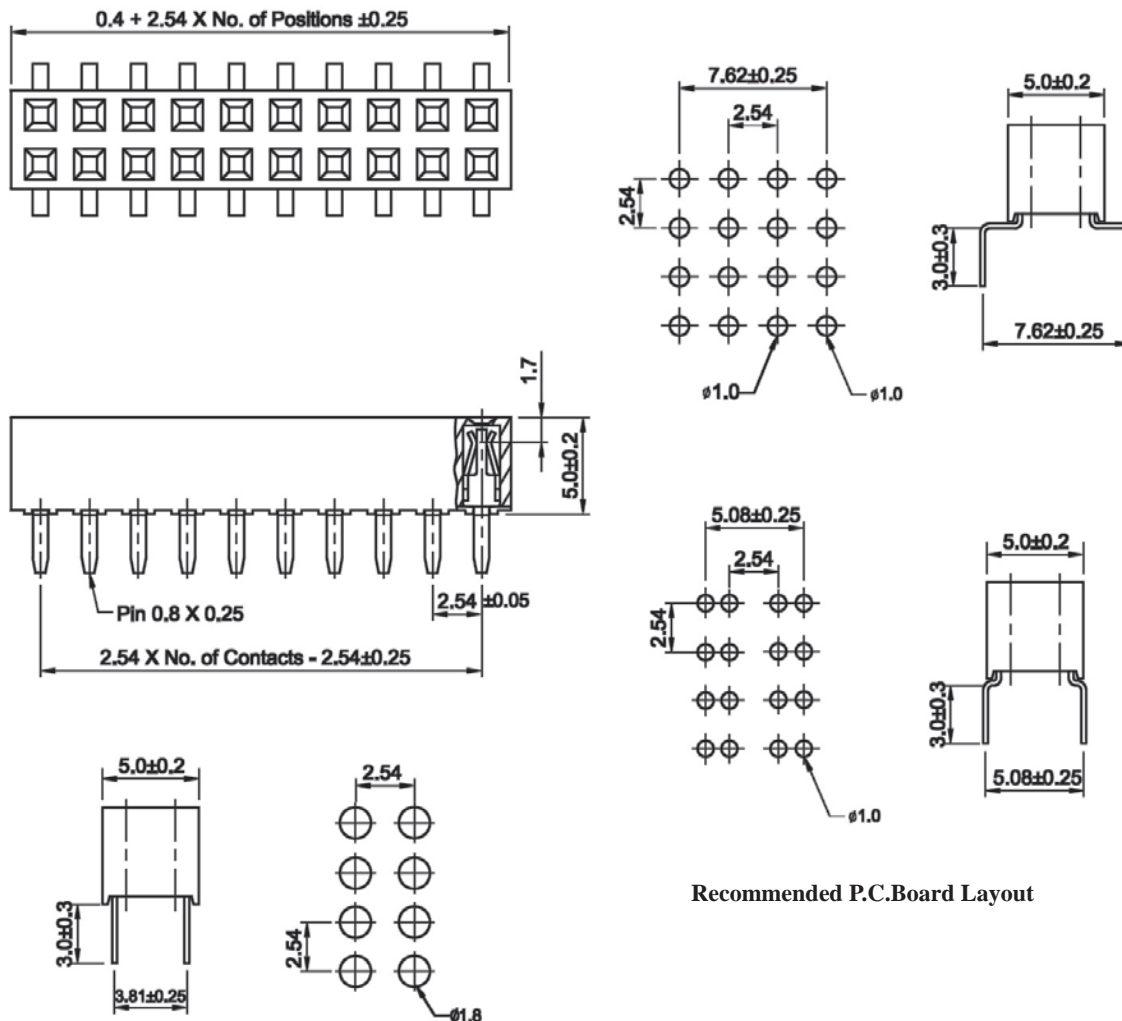 0.4 + 2.54 X No. of Positions ±0.25
7.62±0.25
2.54
2.54
ø1.0
ø1.0
5.0±0.2
3.0±0.3
7.62±0.25
1.7
5.0±0.2
Pin 0.8 X 0.25
2.54 ±0.05
2.54 X No. of Contacts - 2.54±0.25
5.08±0.25
2.54
2.54
ø1.0
5.0±0.2
3.0±0.3
5.08±0.25
5.0±0.2
3.0±0.3
3.81±0.25
2.54
2.54
ø1.8
Recommended P.C.Board Layout